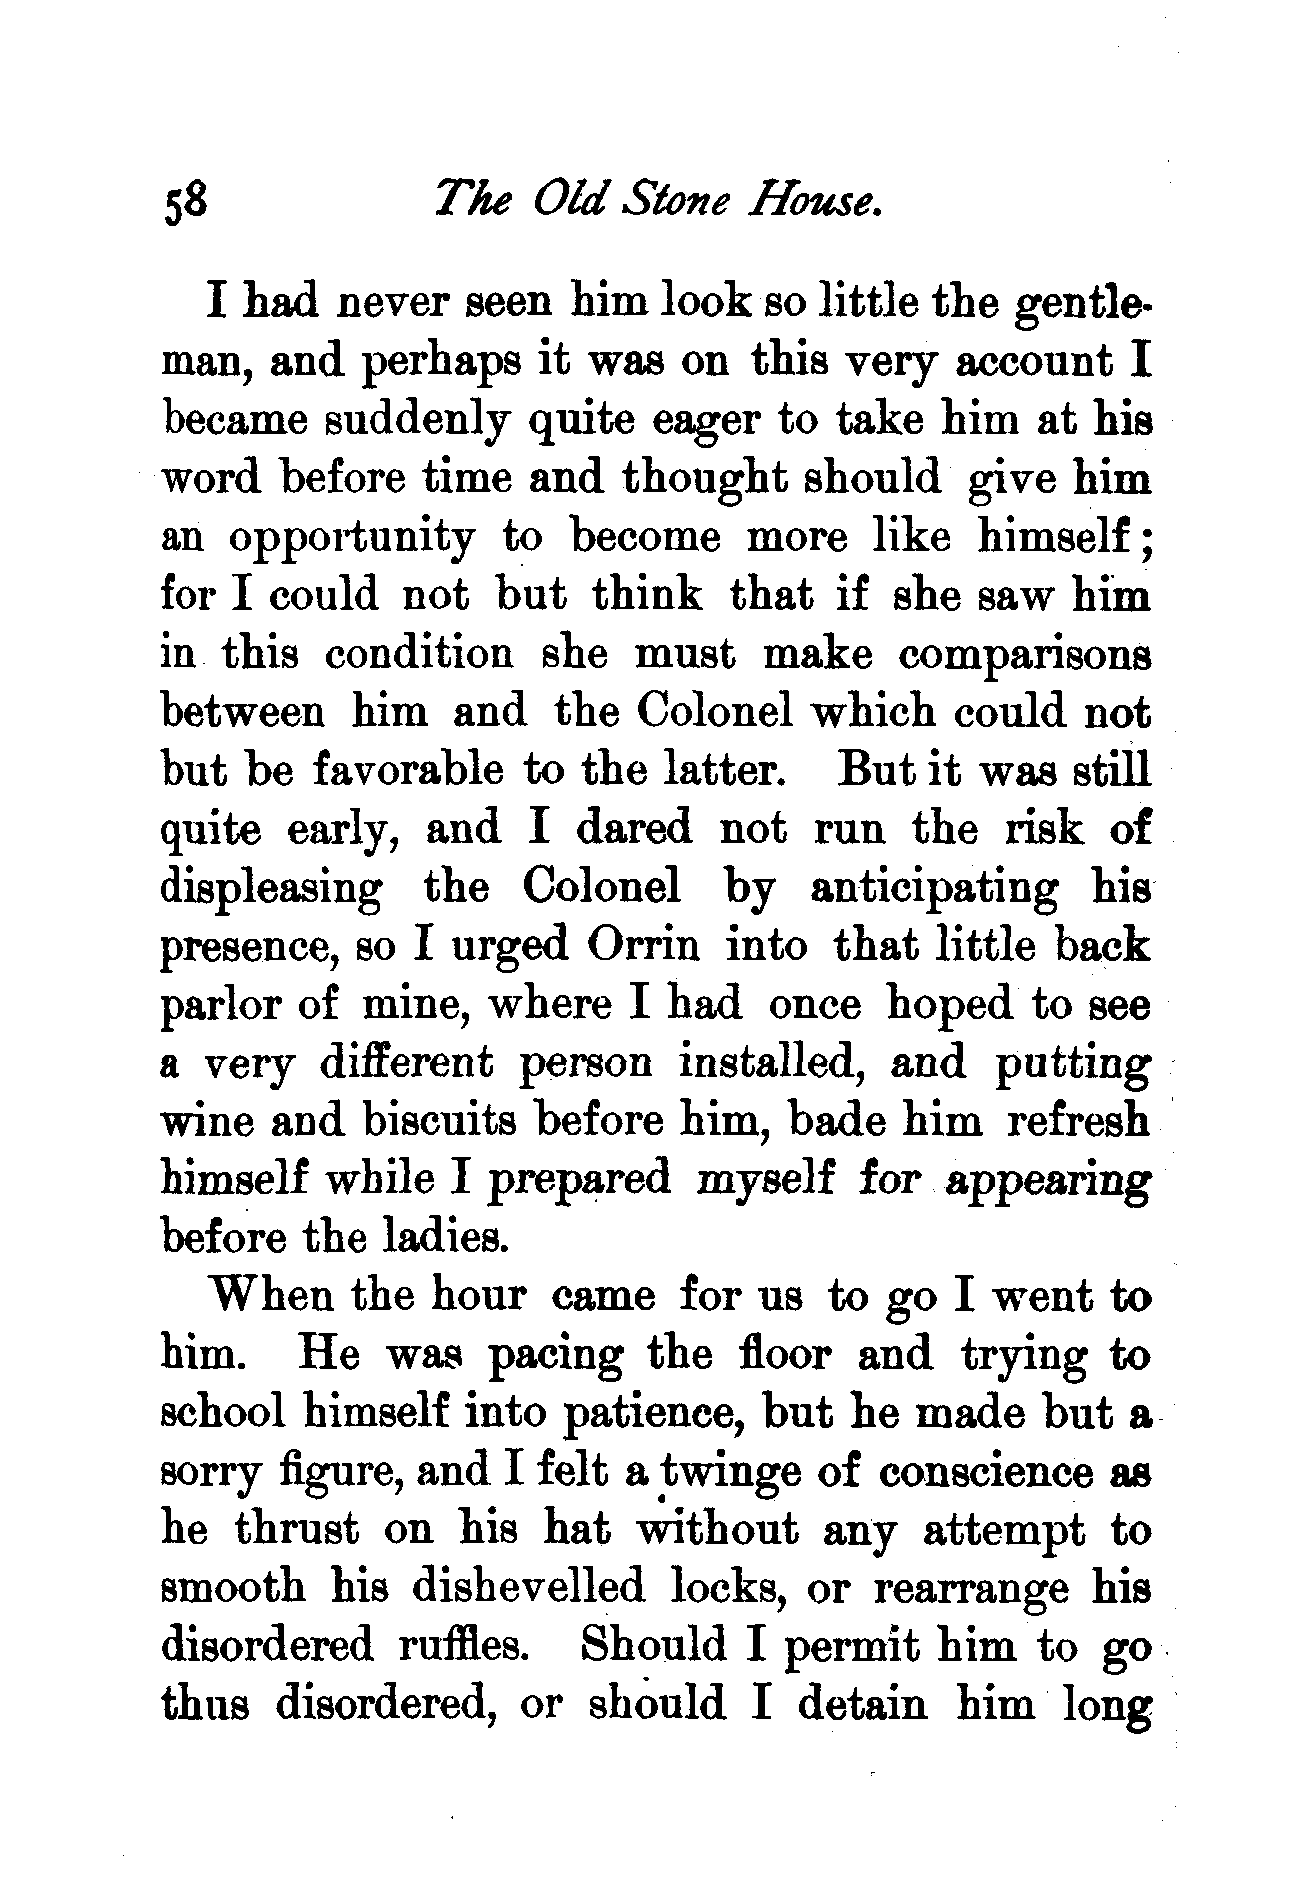 58 The Old Stone House.
I had never seen him look so little the gentle-
man, and perhaps it was on this very account I
became suddenly quite eager to take him at his
word before time and thought should give him
an opportunity to become more like himself;
for I could not but think that if she saw him
in this condition she must make comparisons
between him and the Colonel which could not
but be favorable to the latter. But it was still
quite early, and I dared not run the risk of
displeasing the Colonel by anticipating his
presence, so I urged Orrin into that little back
parlor of mine, where I had once hoped to see
a very different person installed, and putting
wine and biscuits before him, bade him refresh
himself while I prepared myself for appearing
before the ladies.
When the hour came for us to go I went to
him. He was pacing the floor and trying to
school himself into patience, but he made but a
sorry figure, and I felt a twinge of conscience as
he thrust on his hat without any attempt to
smooth his dishevelled locks, or rearrange his
disordered ruffles. Should I permit him to go
thus disordered, or should I detain him long